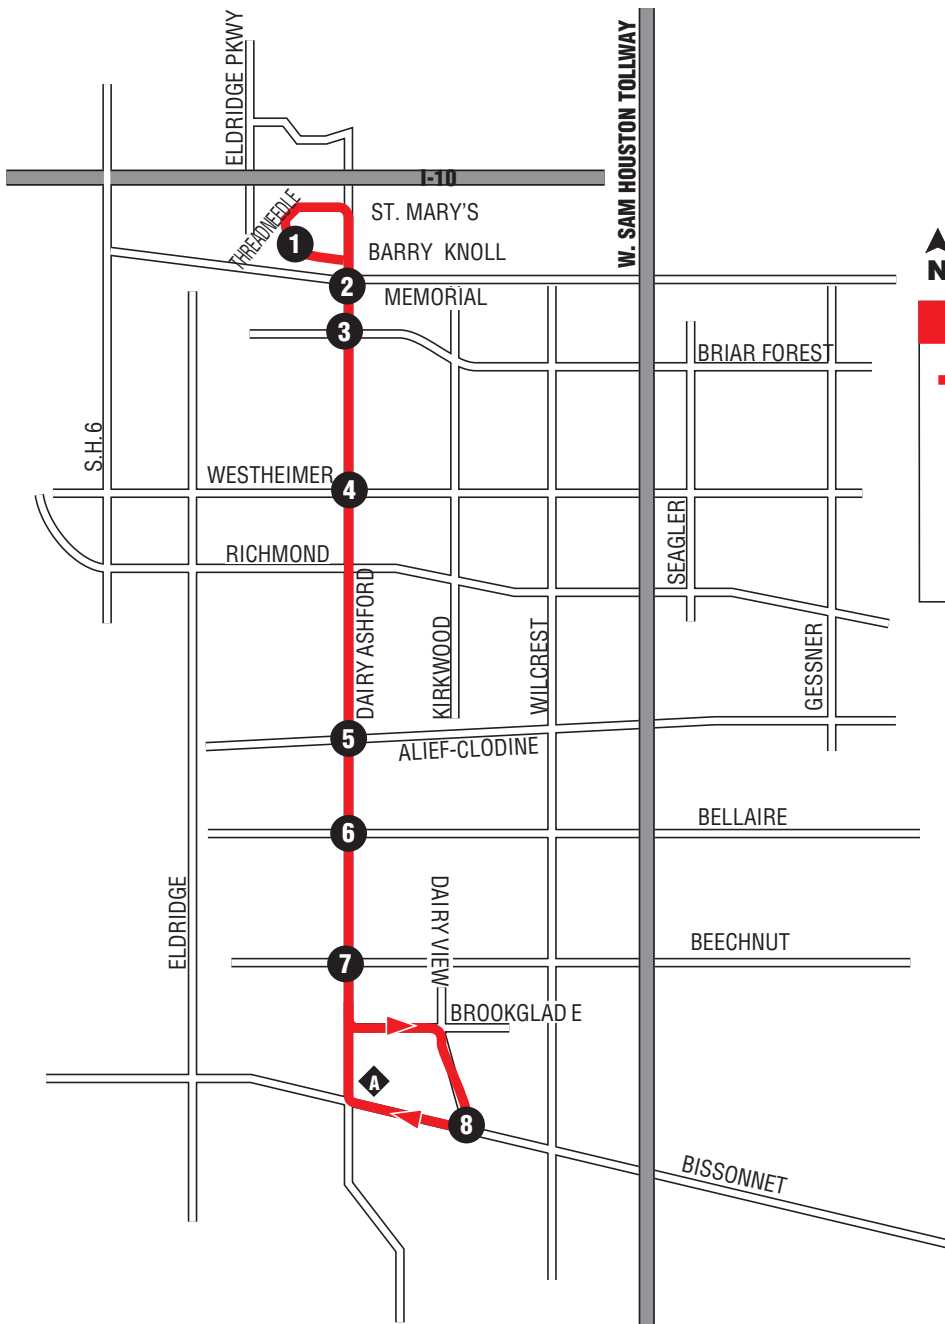 ELDRIDGE PKWY
W. SAM HOUSTON TOLLWAY
I-10
THREADNEEDLE
ST. MARY'S
1
BARRY KNOLL
N
2
MEMORIAL
3
BRIAR FOREST
S.H.6
WESTHEIMER
4
SEAGLER
RICHMOND
DAIRY ASHFORD
KIRKWOOD
WILCREST
GESSNER
5
ALIEF-CLODINE
6
BELLAIRE
ELDRIDGE
DAIRY VIEW
7
BEECHNUT
BROOKGLAD E
A
8
BISSONNET